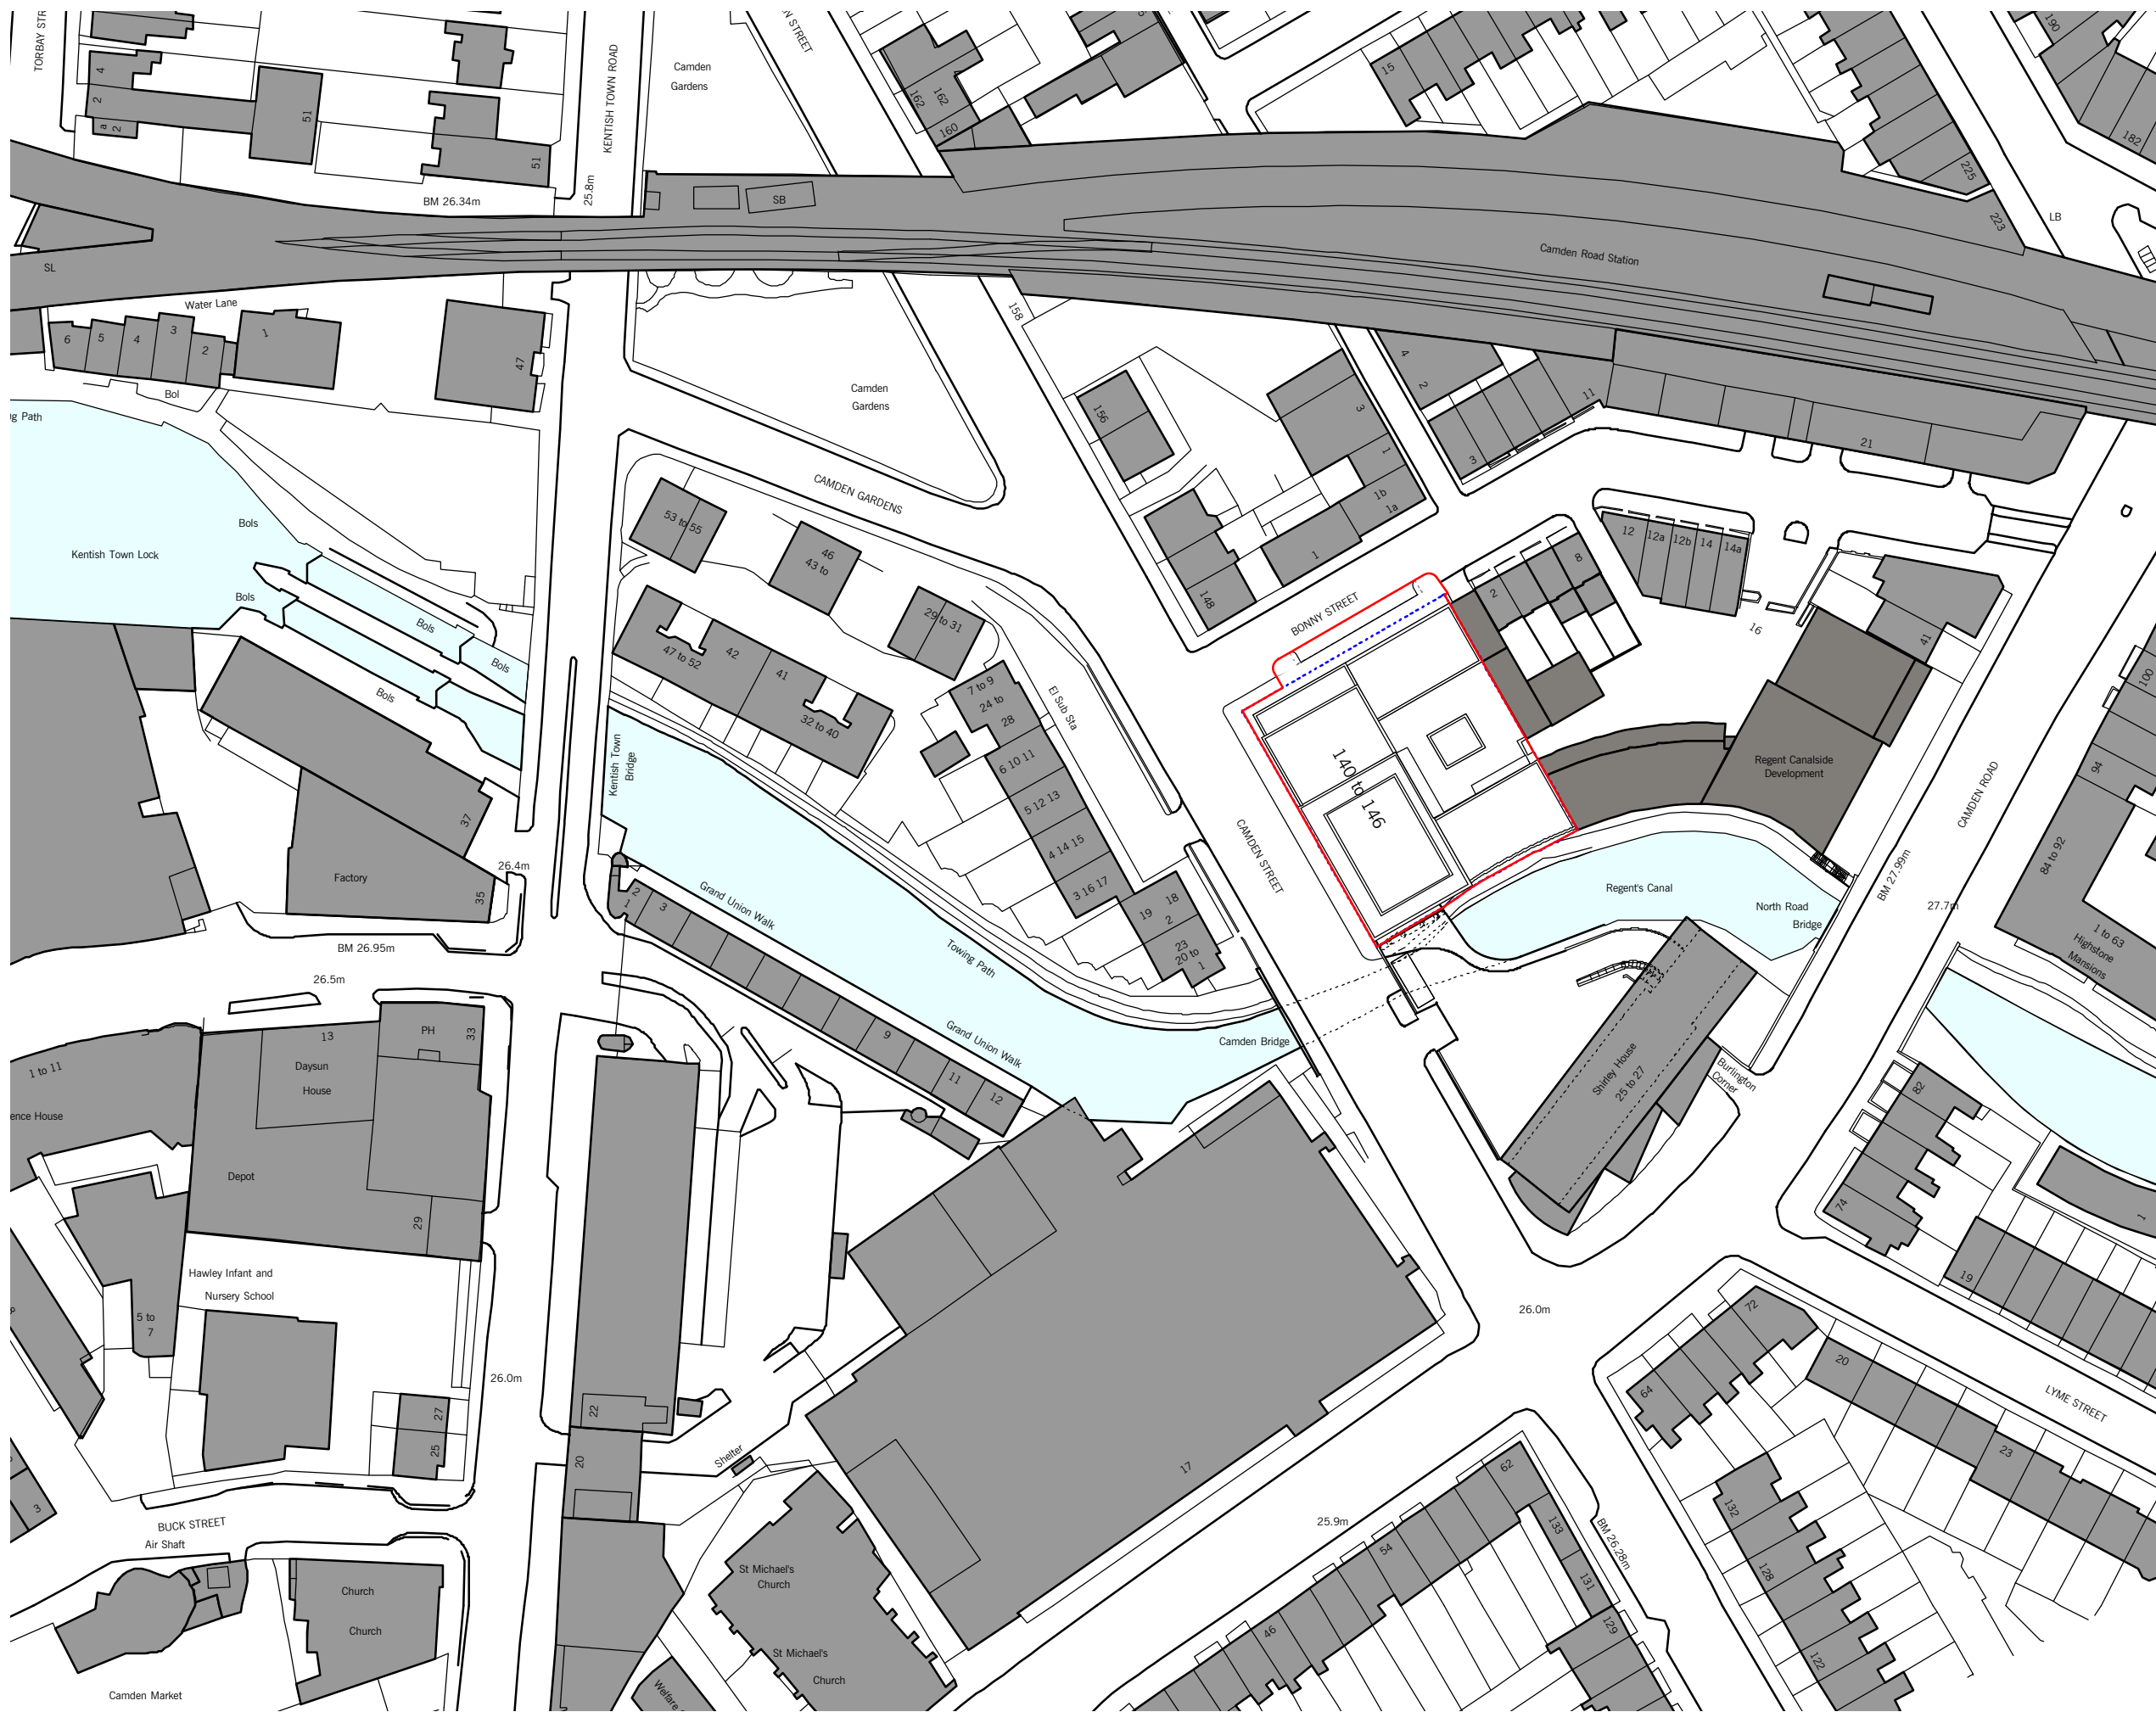 TORBAY STR
KENTISH TOWN ROAD
Camden
Gardens
N STREET
162
162
160
15
190
182
225
223
LB
4
2
a
2
51
51
BM 26.34m
25.8m
SB
SL
Camden Road Station
Water Lane
6
5
4
3
2
1
47
Bol
ng Path
Camden
Gardens
158
156
148
3
1
1b
1a
1
4
2
3
11
21
CAMDEN GARDENS
Bols
Kentish Town Lock
Bols
Bols
Bols
Bols
53 to 55
46
43 to
29 to 31
47 to 52
42
41
32 to 40
7 to 9
24 to
28
6 10 11
5 12 13
4 14 15
3 16 17
19
18
2
23
20 to
1
El Sub Sta
BONNY STREET
2
8
12
12a
12b
14
14a
16
41
140 to 146
CAMDEN STREET
Regent Canalside
Development
CAMDEN ROAD
BM 27.99m
27.7m
100
94
84 to 92
1 to 63
Highstone
Mansions
Regent's Canal
North Road
Bridge
Kentish Town
Bridge
37
Factory
35
26.4m
BM 26.95m
26.5m
2
1
3
Grand Union Walk
Towing Path
9
Grand Union Walk
11
12
Camden Bridge
Shirley House
25 to 27
Burlington
Corner
82
74
1
19
1 to 11
ence House
13
Daysun
House
PH
33
Depot
29
Hawley Infant and
Nursery School
5 to
7
26.0m
27
25
22
20
Shelter
17
26.0m
72
64
20
LYME STREET
23
3
BUCK STREET
Air Shaft
Church
Church
Camden Market
St Michael's
Church
St Michael's
Church
Welfare
25.9m
62
54
46
133
131
129
BM 26.28m
132
128
122